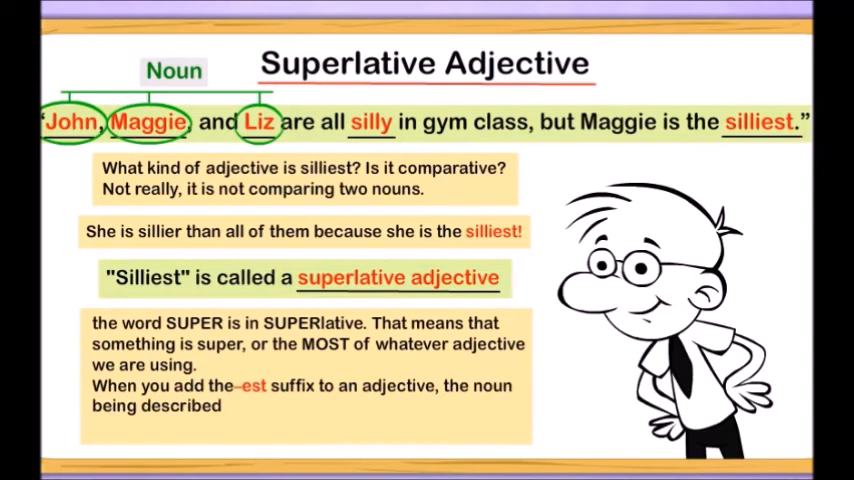 Noun
Superlative Adjective
“John, Maggie, and Liz are all silly in gym class, but Maggie is the silliest.”
What kind of adjective is silliest? Is it comparative?
Not really, it is not comparing two nouns.
She is sillier than all of them because she is the silliest!
"Silliest" is called a superlative adjective
the word SUPER is in SUPERlative. That means that
something is super, or the MOST of whatever adjective
we are using.
When you add the–est suffix to an adjective, the noun
being described